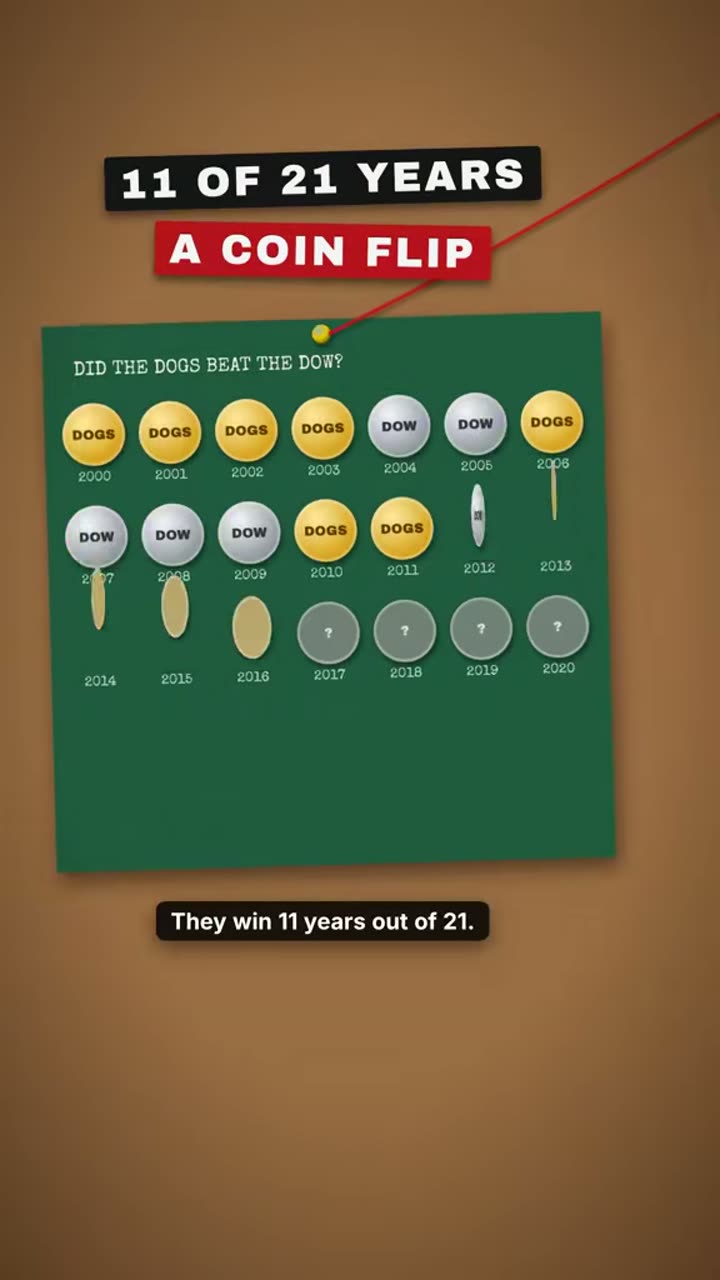 11 OF 21 YEARS
A COIN FLIP
DID THE DOGS BEAT THE DOW?
DOGS DOGS DOGS DOGS DOW DOW DOGS
2000 2001 2002 2003 2004 2005 2006
DOW DOW DOW DOGS DOGS
2007 2008 2009 2010 2011 2012 2013
? ? ? ?
2014 2015 2016 2017 2018 2019 2020
They win 11 years out of 21.